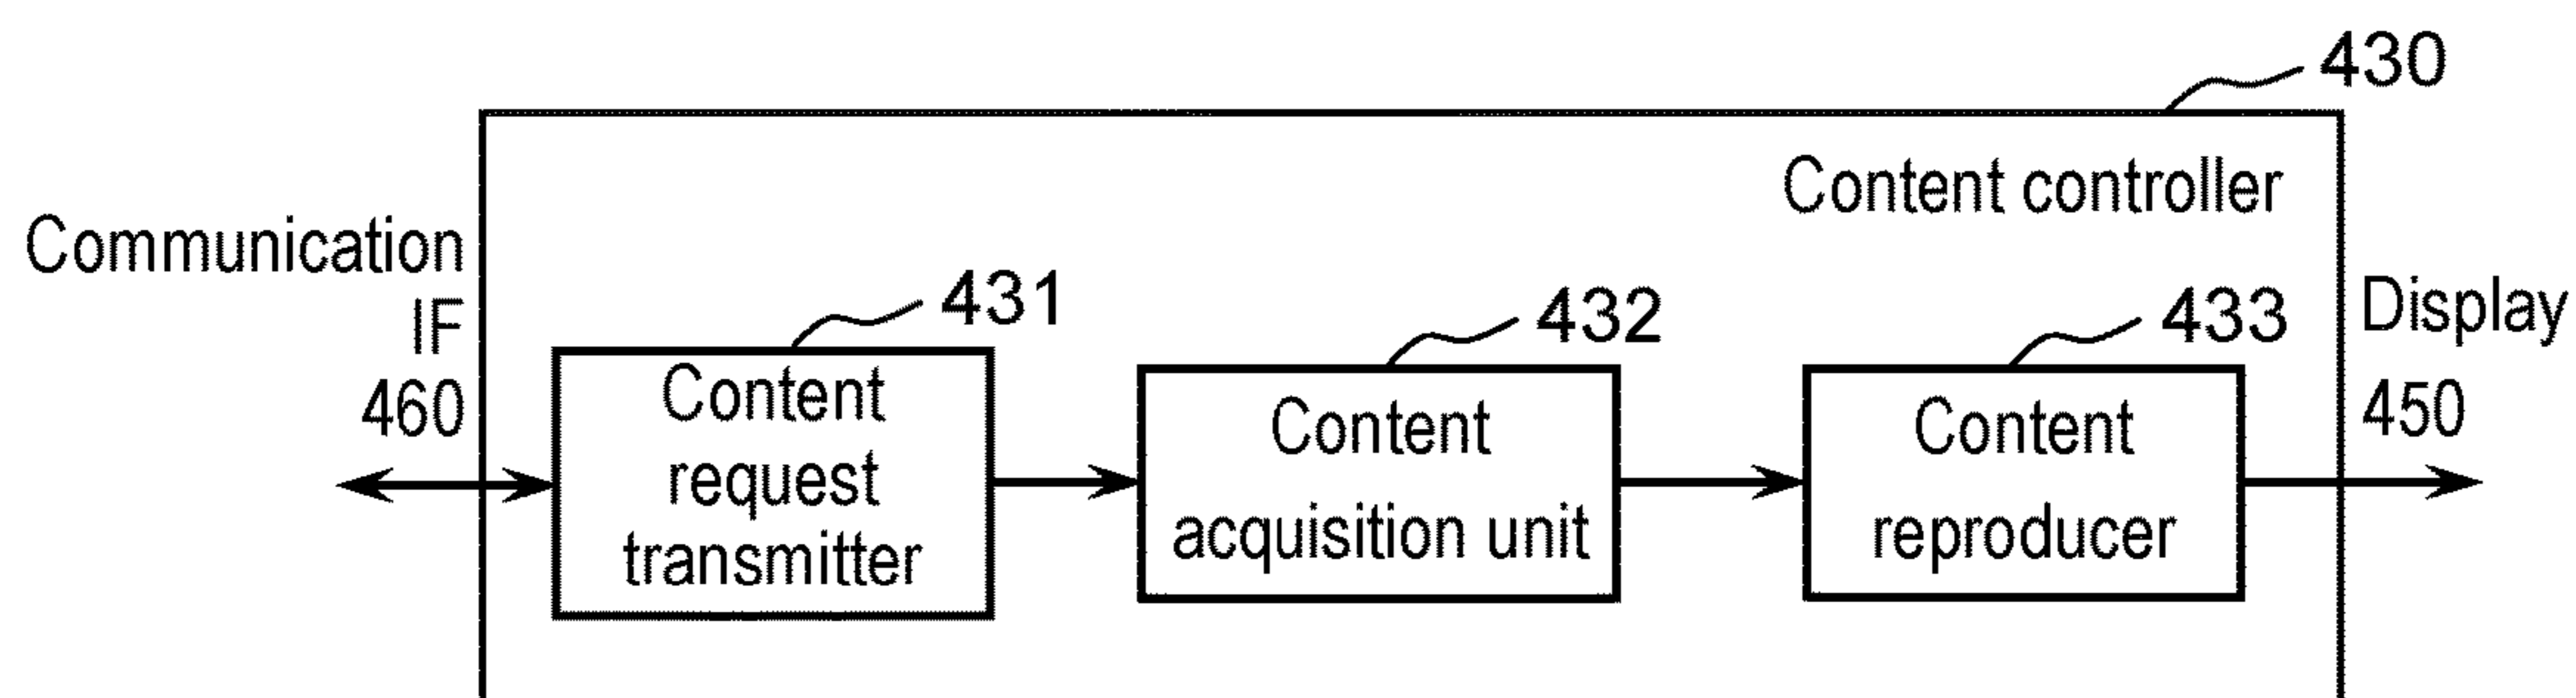 430
Content controller
Communication
IF
460
431
Content
request
transmitter
432
Content
acquisition unit
433
Content
reproducer
Display
450